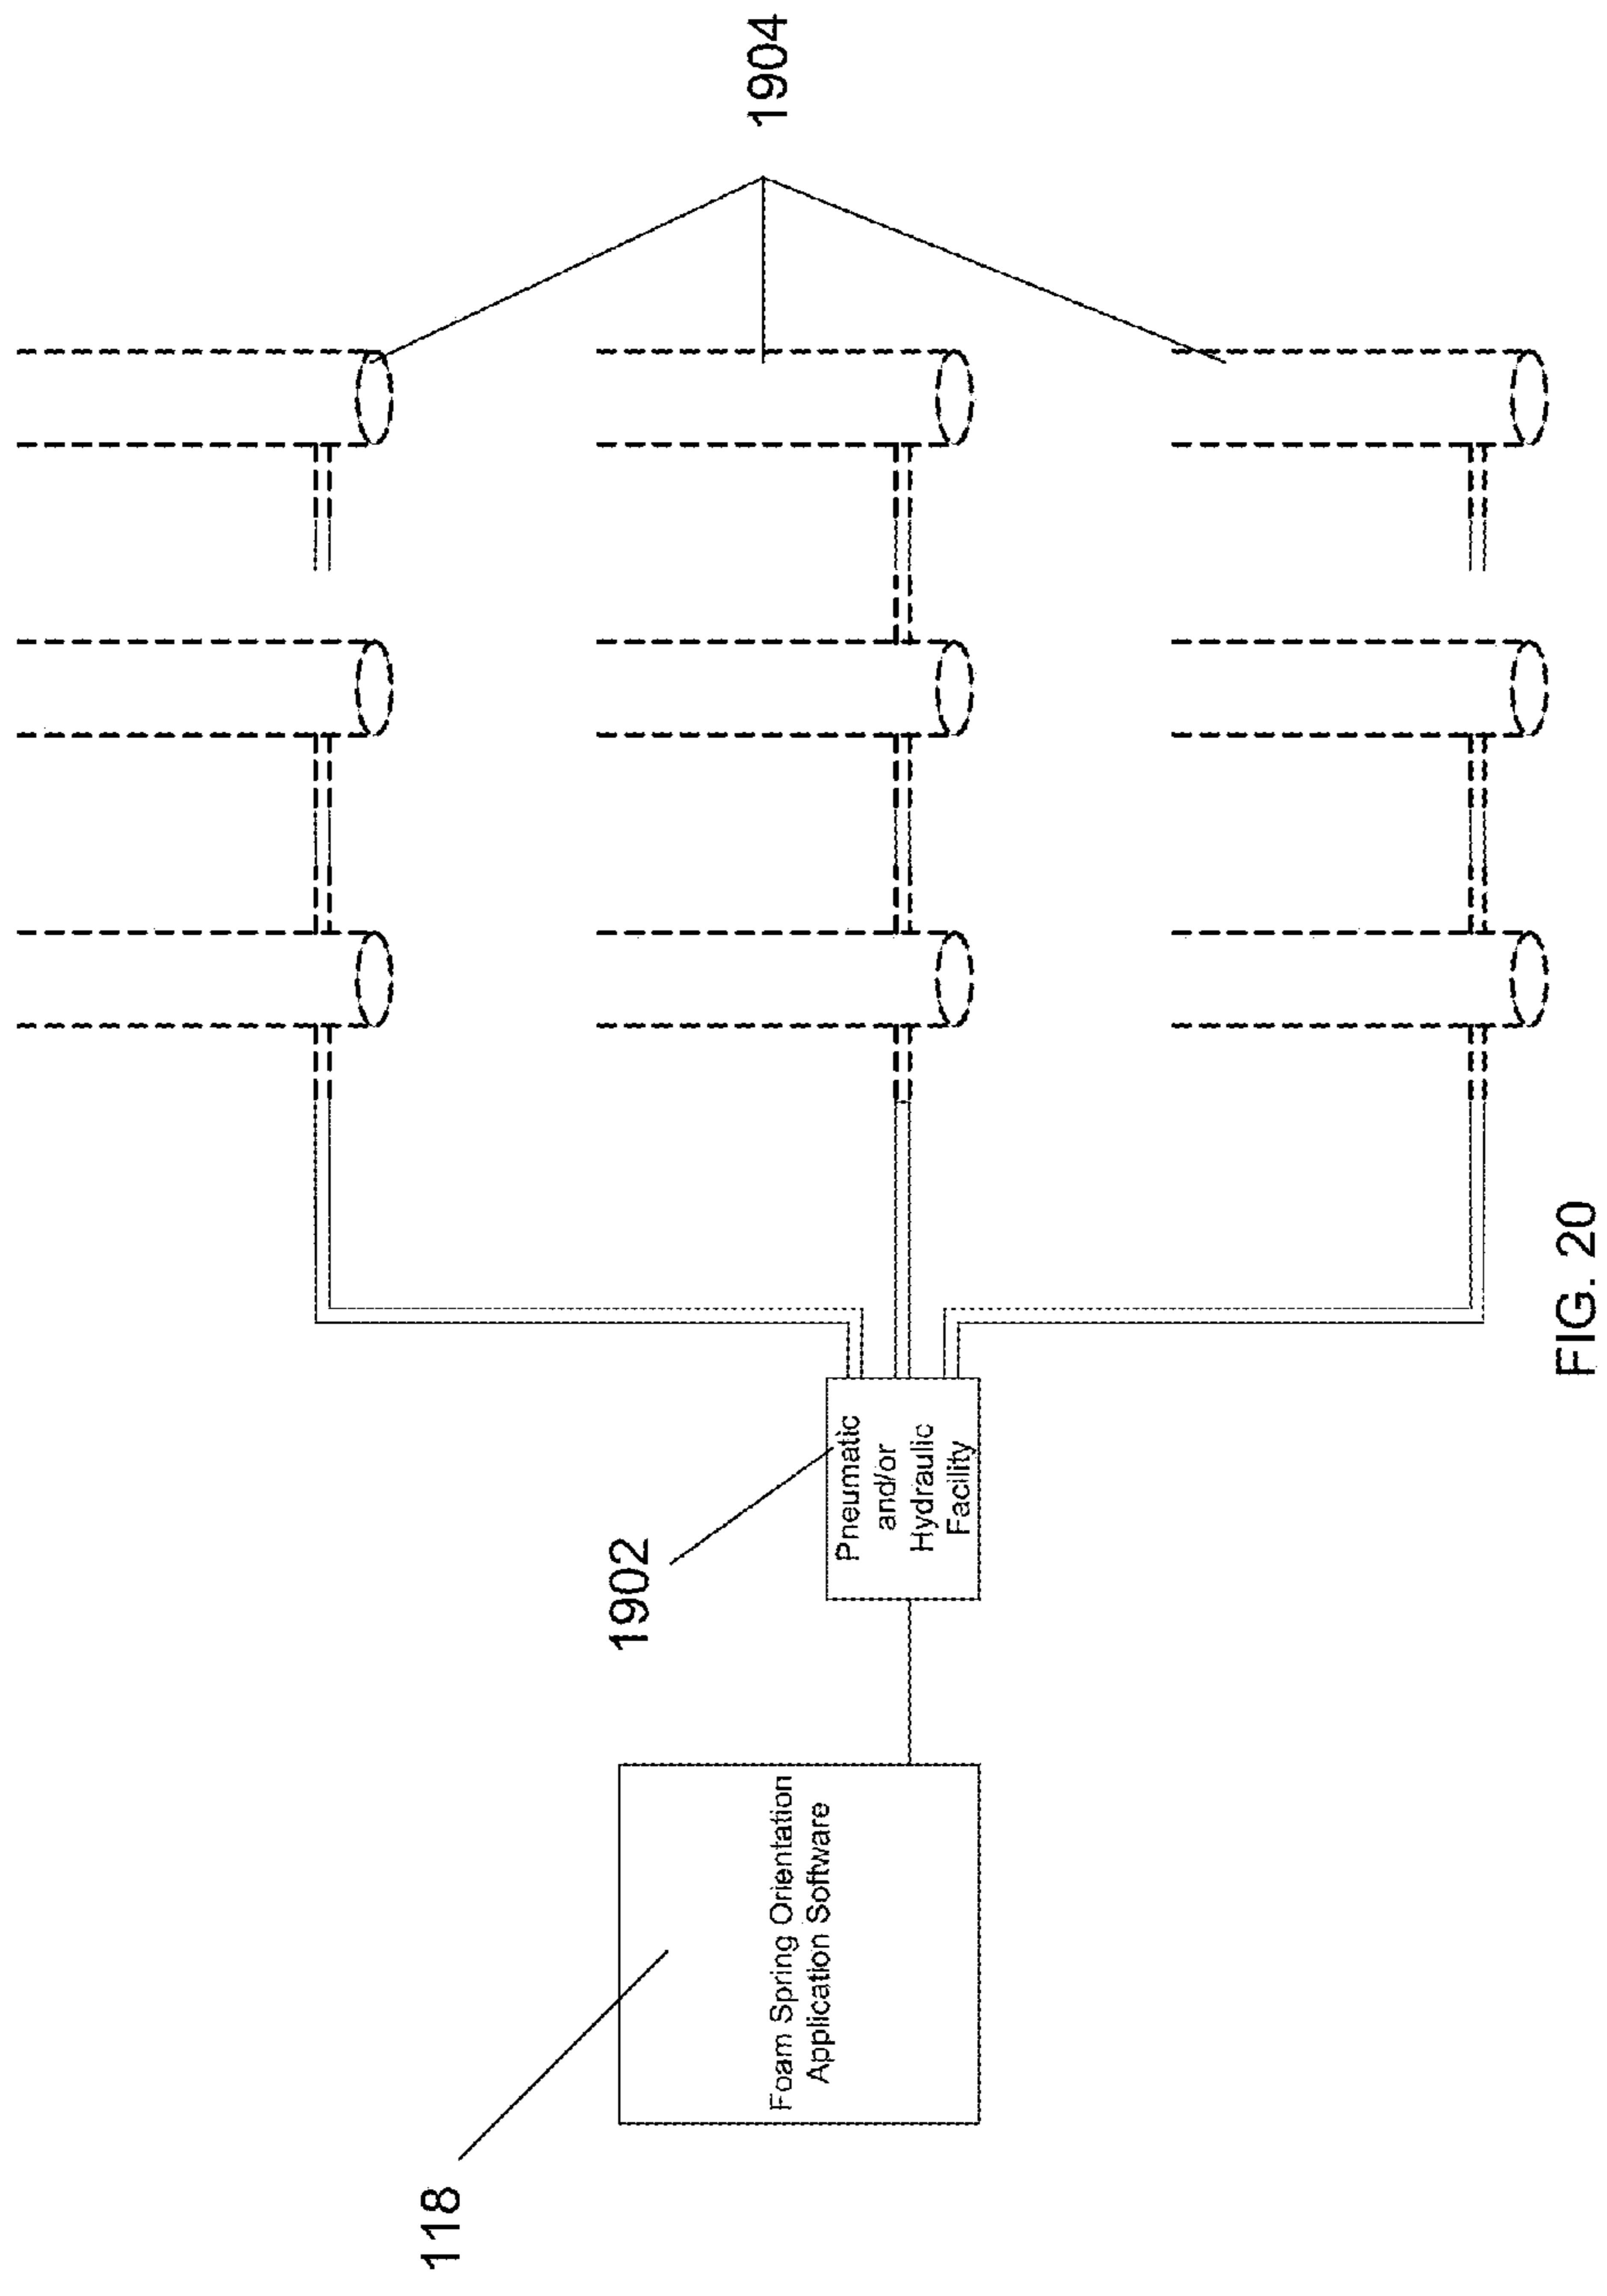 118
Foam Spring Orientation
Application Software
1902
Pneumatic
and/or
Hydraulic
Facility
1904
FIG. 20